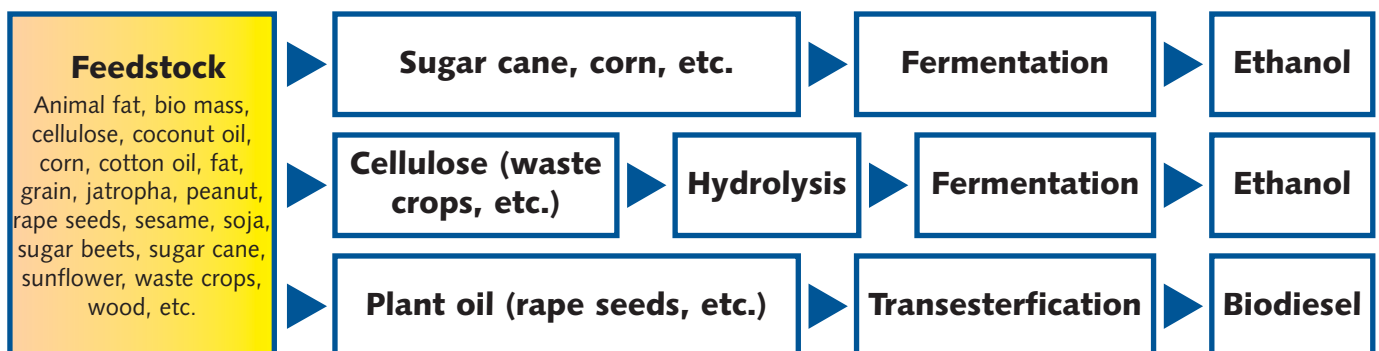 Feedstock
Animal fat, bio mass,
cellulose, coconut oil,
corn, cotton oil, fat,
grain, jatropha, peanut,
rape seeds, sesame, soja,
sugar beets, sugar cane,
sunflower, waste crops,
wood, etc.
Sugar cane, corn, etc.
Fermentation
Ethanol
Cellulose (waste
crops, etc.)
Hydrolysis
Fermentation
Ethanol
Plant oil (rape seeds, etc.)
Transesterfication
Biodiesel